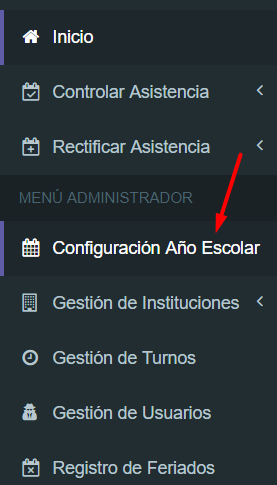 Inicio
Controlar Asistencia
Rectificar Asistencia
MENÚ ADMINISTRADOR
Configuración Año Escolar
Gestión de Instituciones
Gestión de Turnos
Gestión de Usuarios
Registro de Feriados